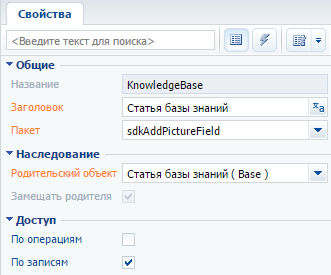 Свойства
<Введите текст для поиска>
Общие
Название KnowledgeBase
Заголовок Статья базы знаний
Пакет sdkAddPictureField
Наследование
Родительский объект Статья базы знаний ( Base )
Замещать родителя
Доступ
По операциям
По записям